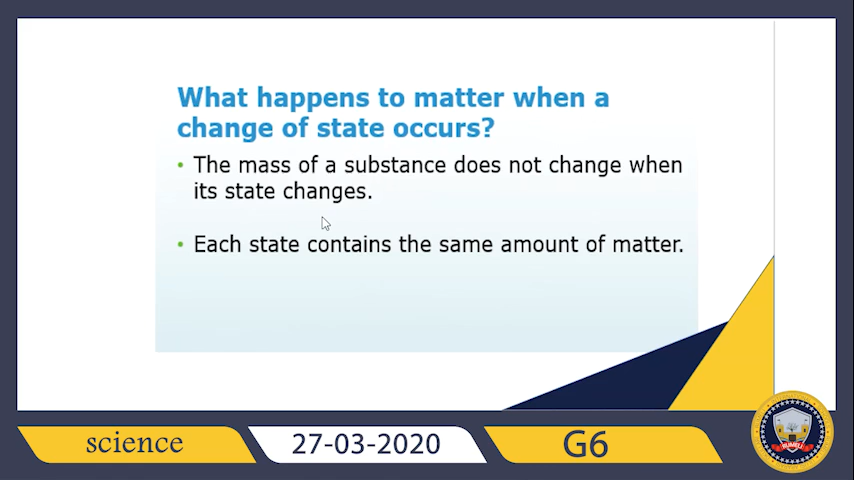 What happens to matter when a
change of state occurs?
• The mass of a substance does not change when
its state changes.
• Each state contains the same amount of matter.
science
27-03-2020
G6